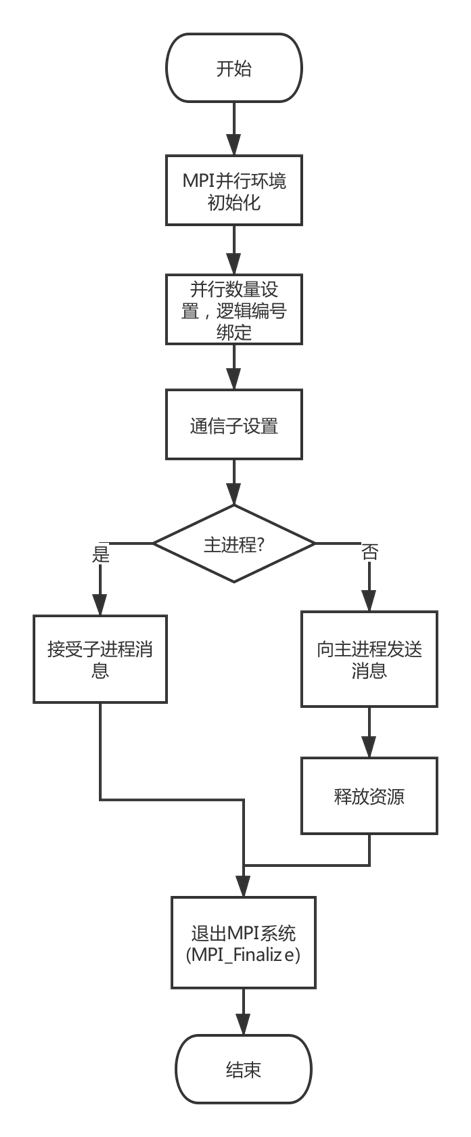 开始
MPI并行环境
初始化
并行数量设
置，逻辑编号
绑定
通信子设置
主进程?
是
否
接受子进程消
息
向主进程发送
消息
释放资源
退出MPI系统
(MPI_Finalize)
结束